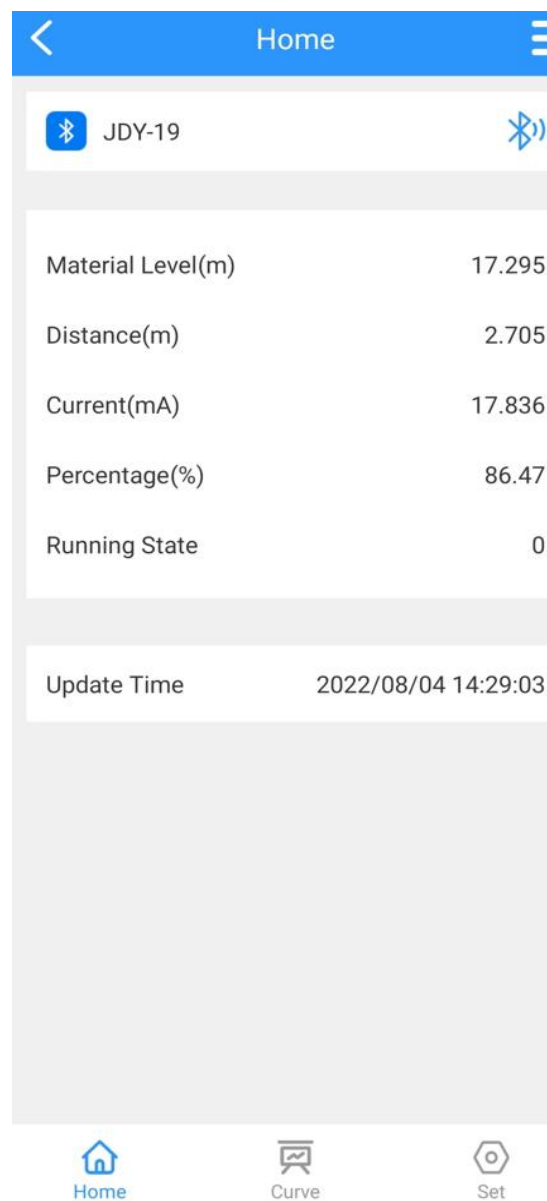 Home
JDY-19
Material Level(m) 17.295
Distance(m) 2.705
Current(mA) 17.836
Percentage(%) 86.47
Running State 0
Update Time 2022/08/04 14:29:03
Home Curve Set